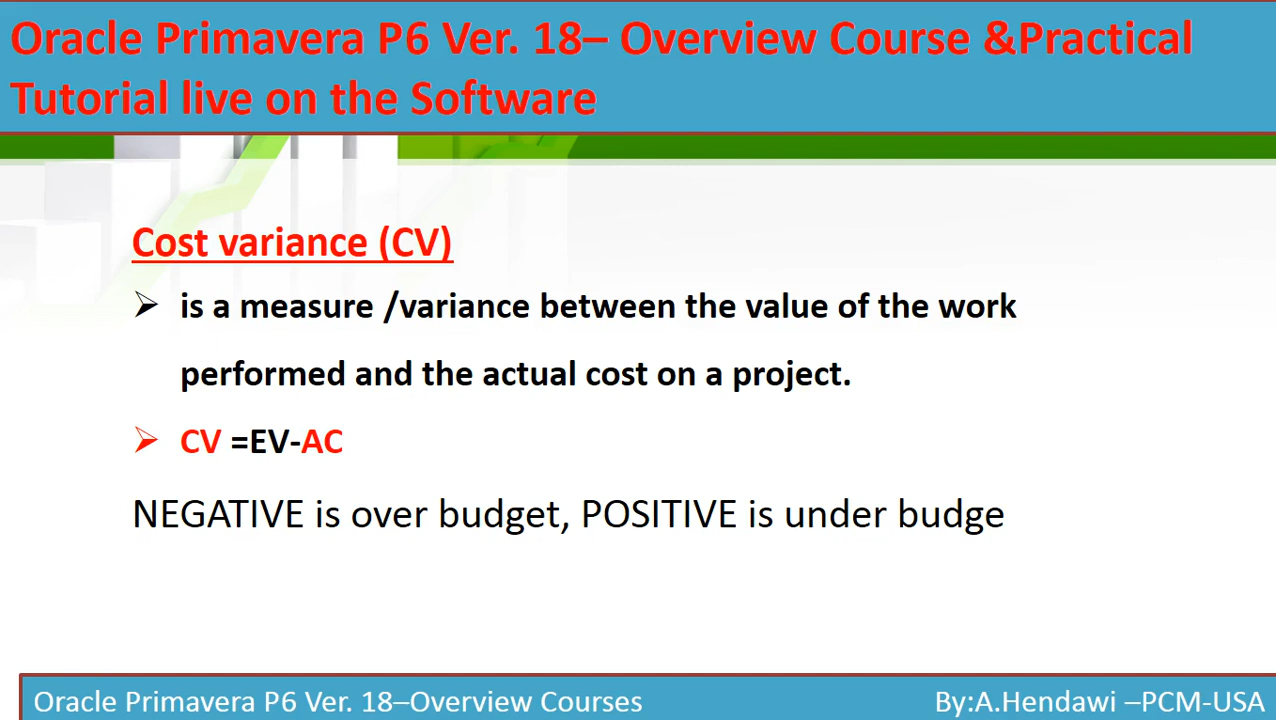 Oracle Primavera P6 Ver. 18– Overview Course &Practical
Tutorial live on the Software
Cost variance (CV)
➢ is a measure /variance between the value of the work
performed and the actual cost on a project.
➢ CV =EV-AC
NEGATIVE is over budget, POSITIVE is under budge
Oracle Primavera P6 Ver. 18–Overview Courses
By:A.Hendawi –PCM-USA